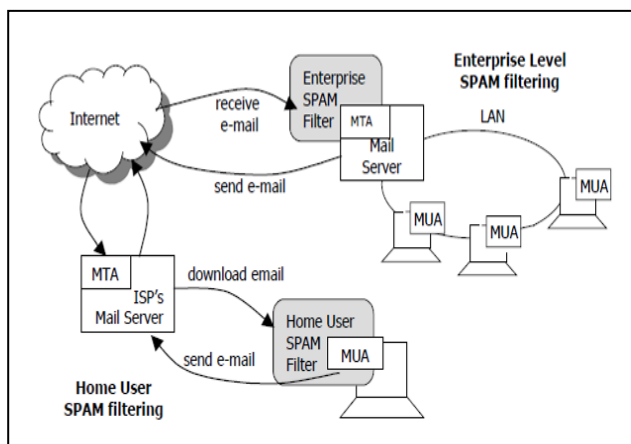 Enterprise Level
SPAM filtering
Enterprise
SPAM
Filter
MTA
Mail
Server
LAN
Internet
receive
e-mail
send e-mail
MUA
MUA
MUA
MTA
ISP's
Mail Server
download email
send e-mail
Home User
SPAM
Filter
MUA
Home User
SPAM filtering